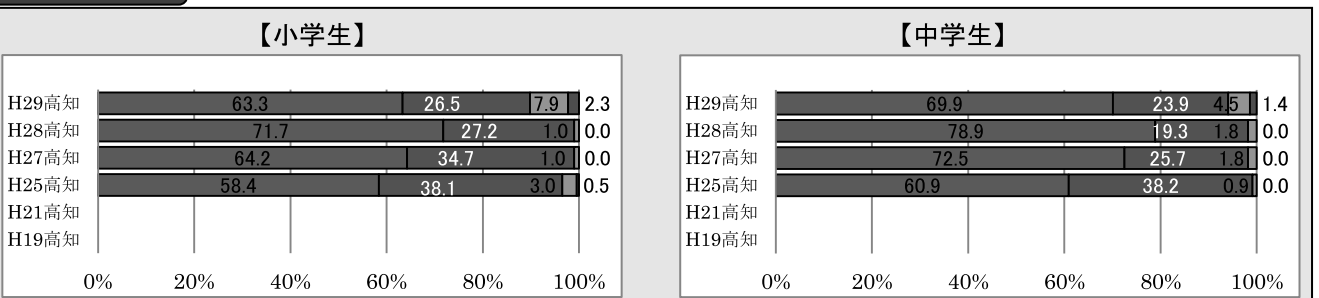 【小学生】
H29高知 63.3 26.5 7.9 2.3
H28高知 71.7 27.2 1.0 0.0
H27高知 64.2 34.7 1.0 0.0
H25高知 58.4 38.1 3.0 0.5
H21高知
H19高知
0% 20% 40% 60% 80% 100%
【中学生】
H29高知 69.9 23.9 4.5 1.4
H28高知 78.9 19.3 1.8 0.0
H27高知 72.5 25.7 1.8 0.0
H25高知 60.9 38.2 0.9 0.0
H21高知
H19高知
0% 20% 40% 60% 80% 100%